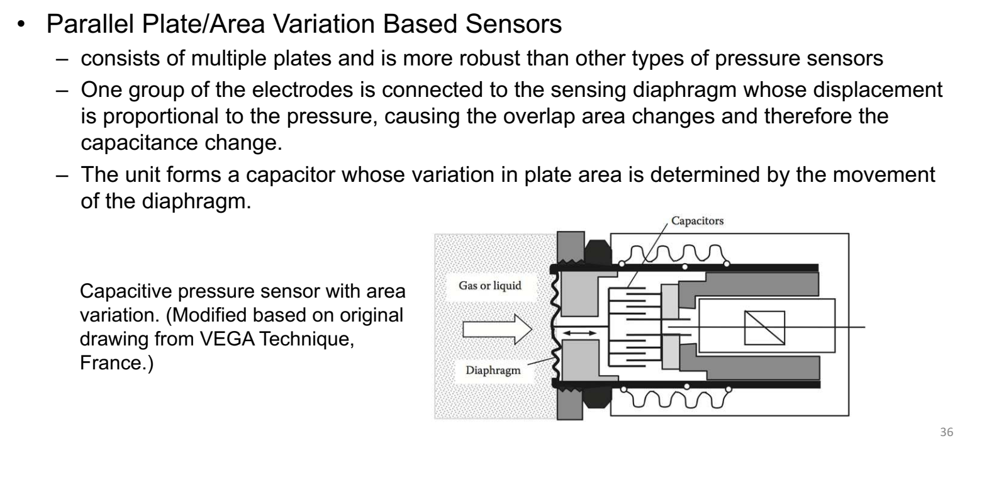 • Parallel Plate/Area Variation Based Sensors
– consists of multiple plates and is more robust than other types of pressure sensors
– One group of the electrodes is connected to the sensing diaphragm whose displacement
is proportional to the pressure, causing the overlap area changes and therefore the
capacitance change.
– The unit forms a capacitor whose variation in plate area is determined by the movement
of the diaphragm.
Capacitors
Gas or liquid
Diaphragm
Capacitive pressure sensor with area
variation. (Modified based on original
drawing from VEGA Technique,
France.)
36